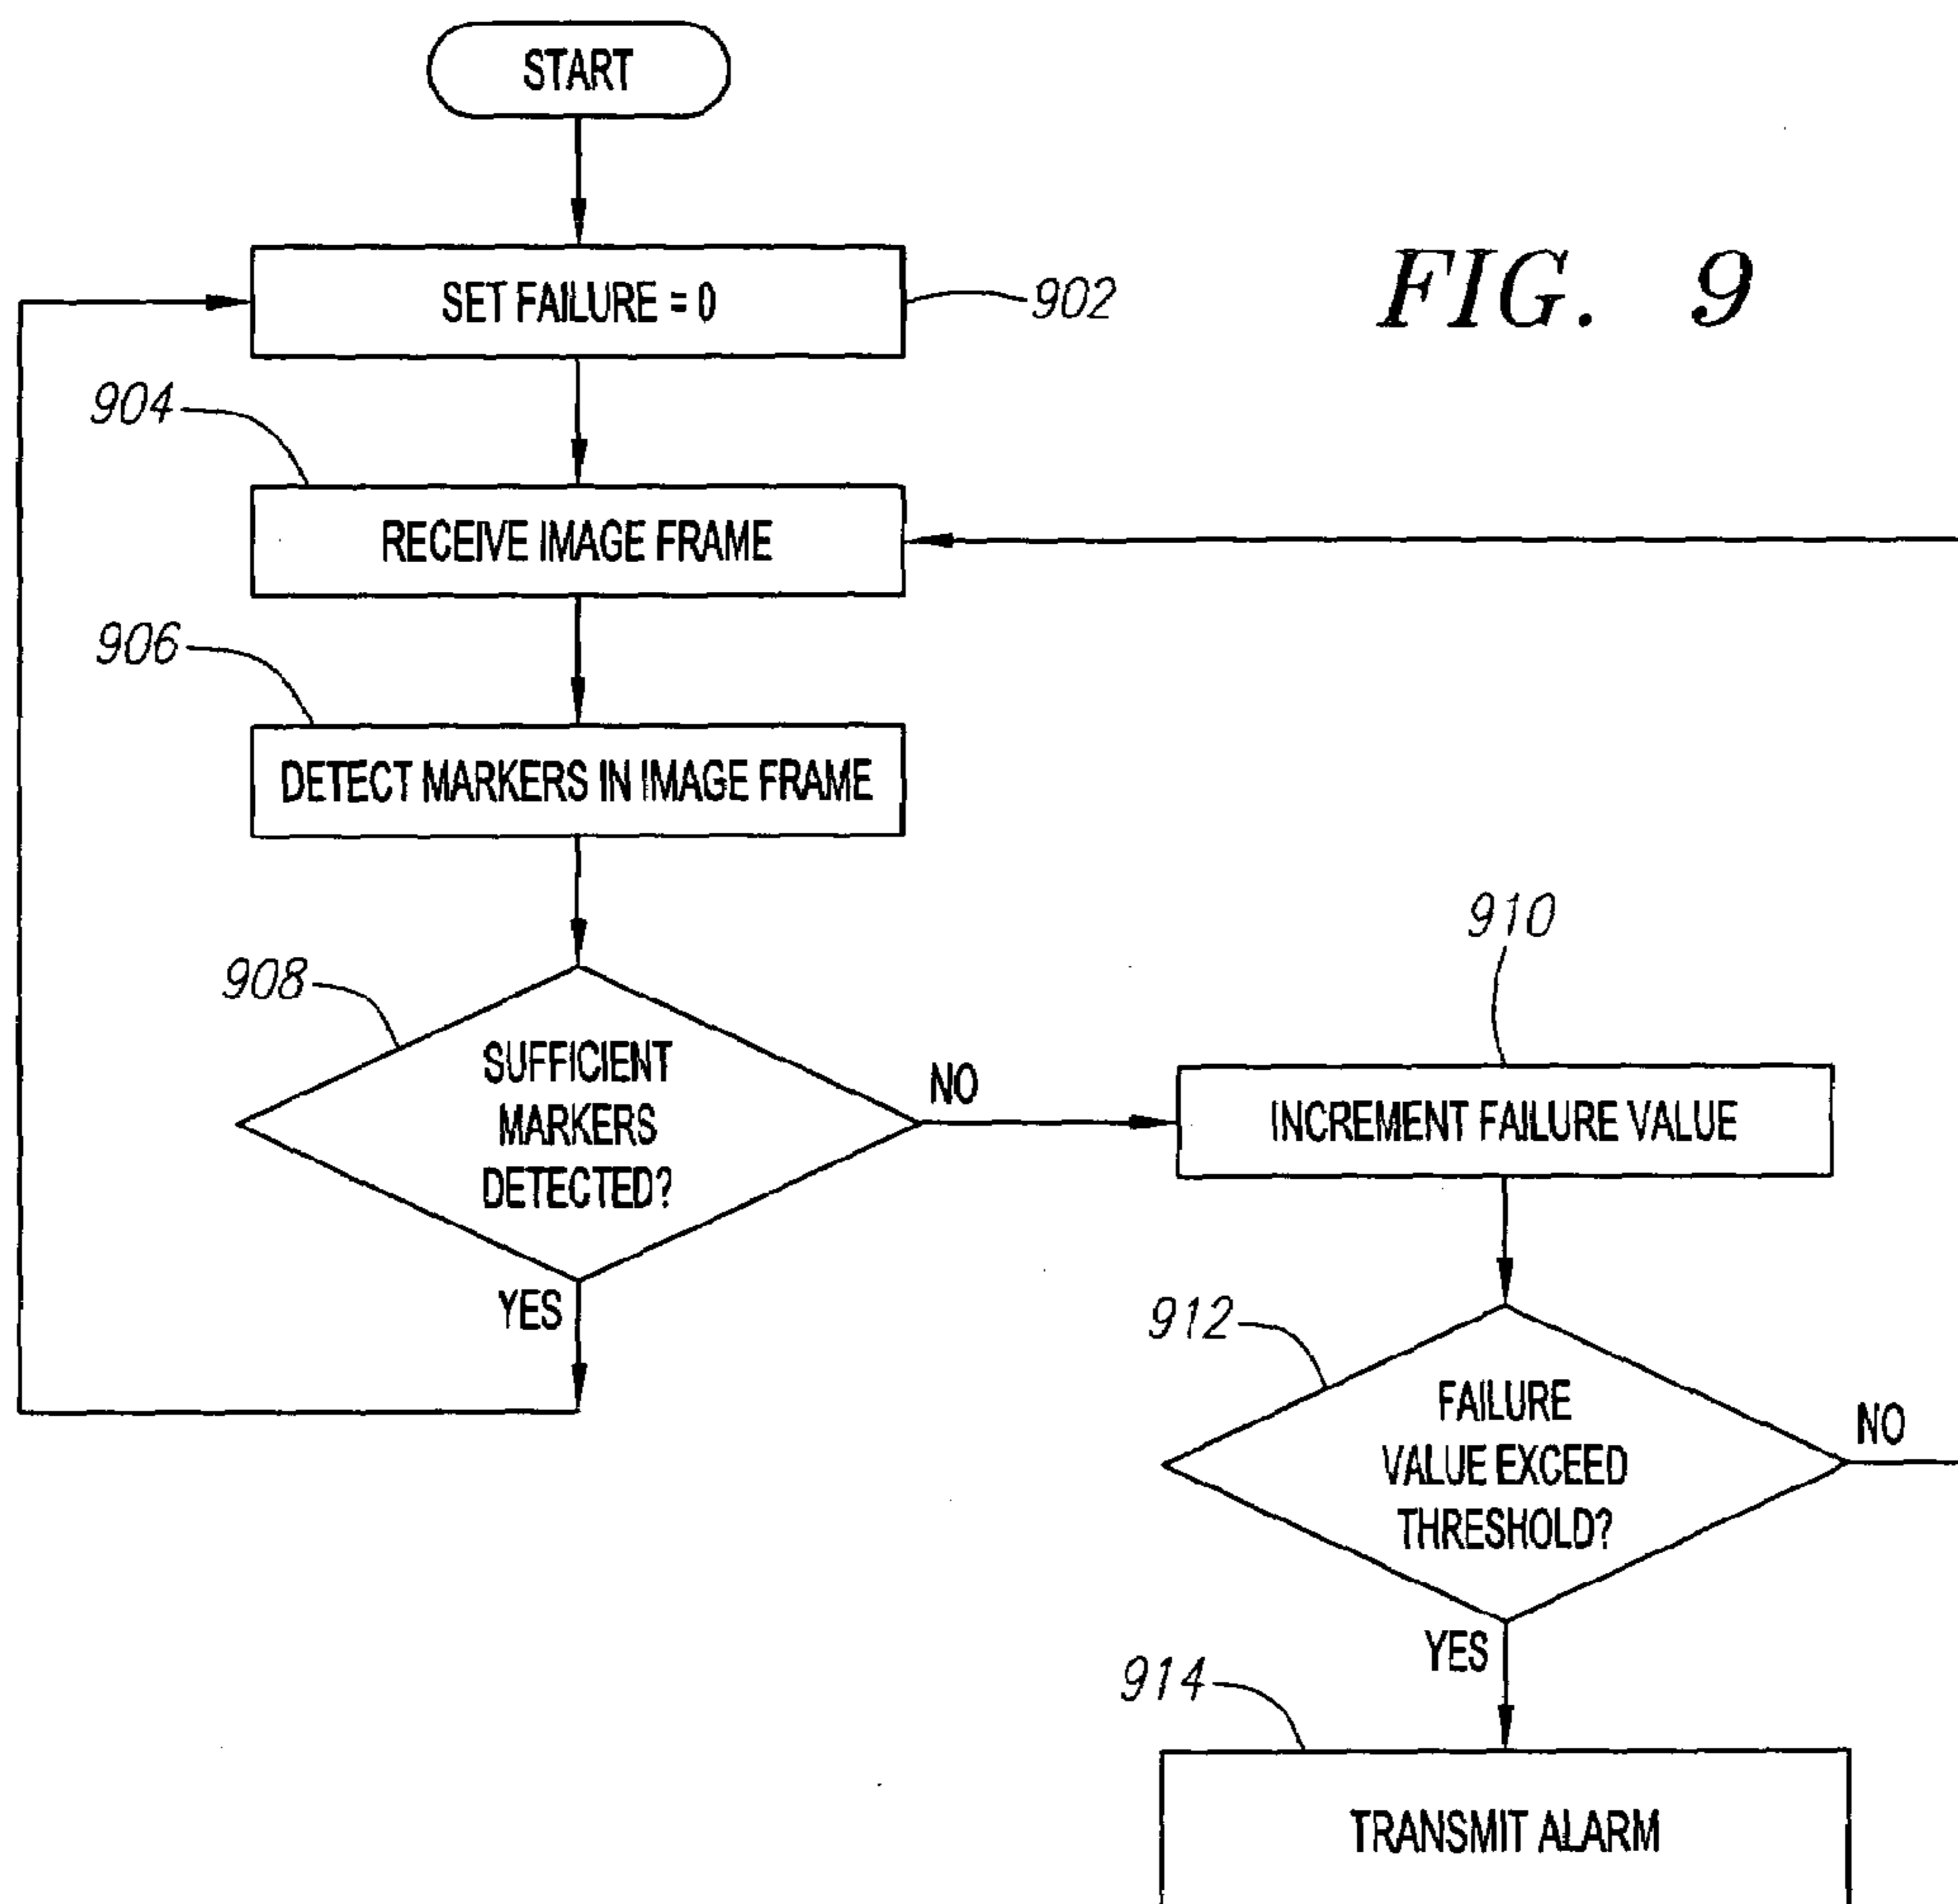 START
FIG. 9
SET FAILURE = 0
902
904
RECEIVE IMAGE FRAME
906
DETECT MARKERS IN IMAGE FRAME
908
SUFFICIENT
MARKERS
DETECTED?
NO
YES
910
INCREMENT FAILURE VALUE
912
FAILURE
VALUE EXCEED
THRESHOLD?
NO
YES
914
TRANSMIT ALARM